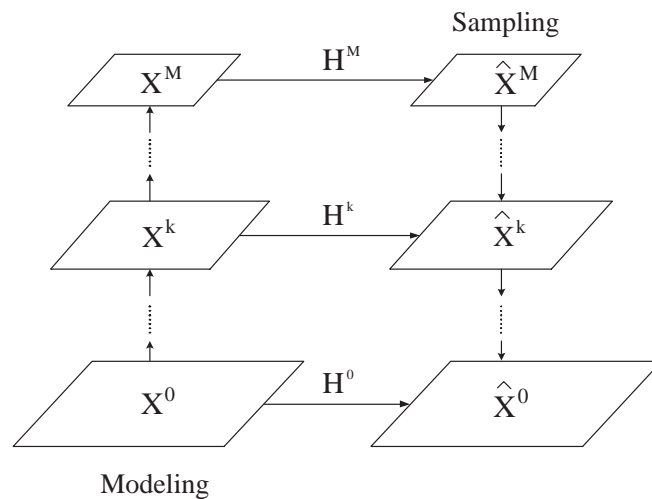 Sampling
X^M H^M X̂^M
X^k H^k X̂^k
X^0 H^0 X̂^0
Modeling